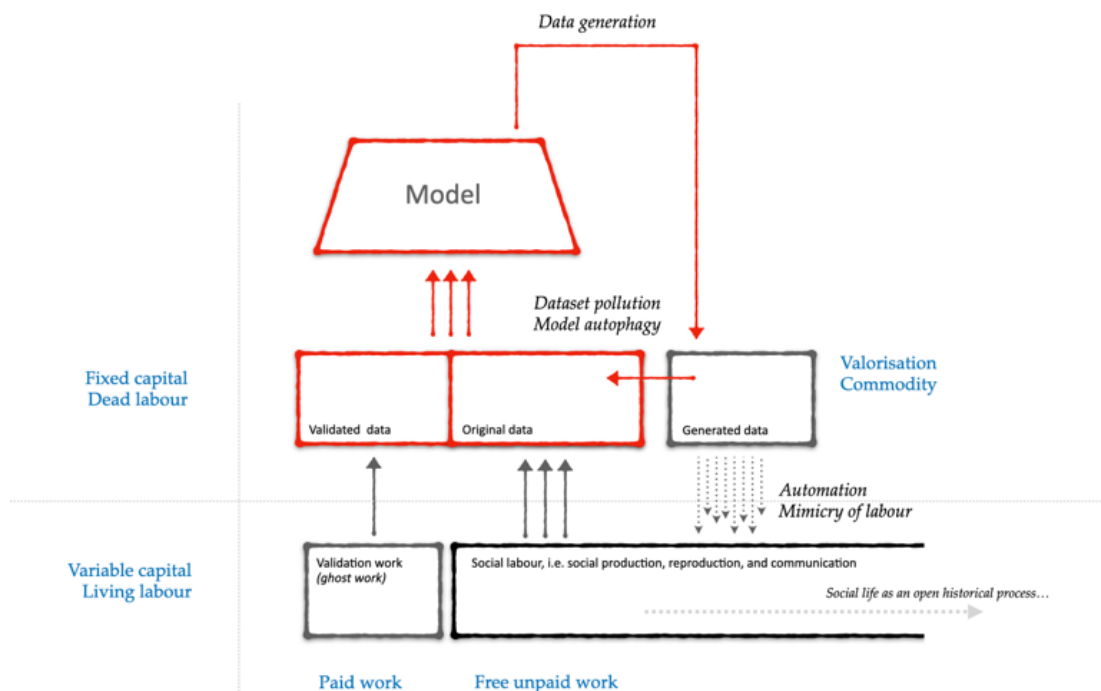 Data generation
Model
Dataset pollution
Model autophagy
Fixed capital
Dead labour
Valorisation
Commodity
Validated data
Original data
Generated data
Automation
Mimicry of labour
Variable capital
Living labour
Validation work
(ghost work)
Social labour, i.e. social production, reproduction, and communication
Social life as an open historical process…
Paid work
Free unpaid work